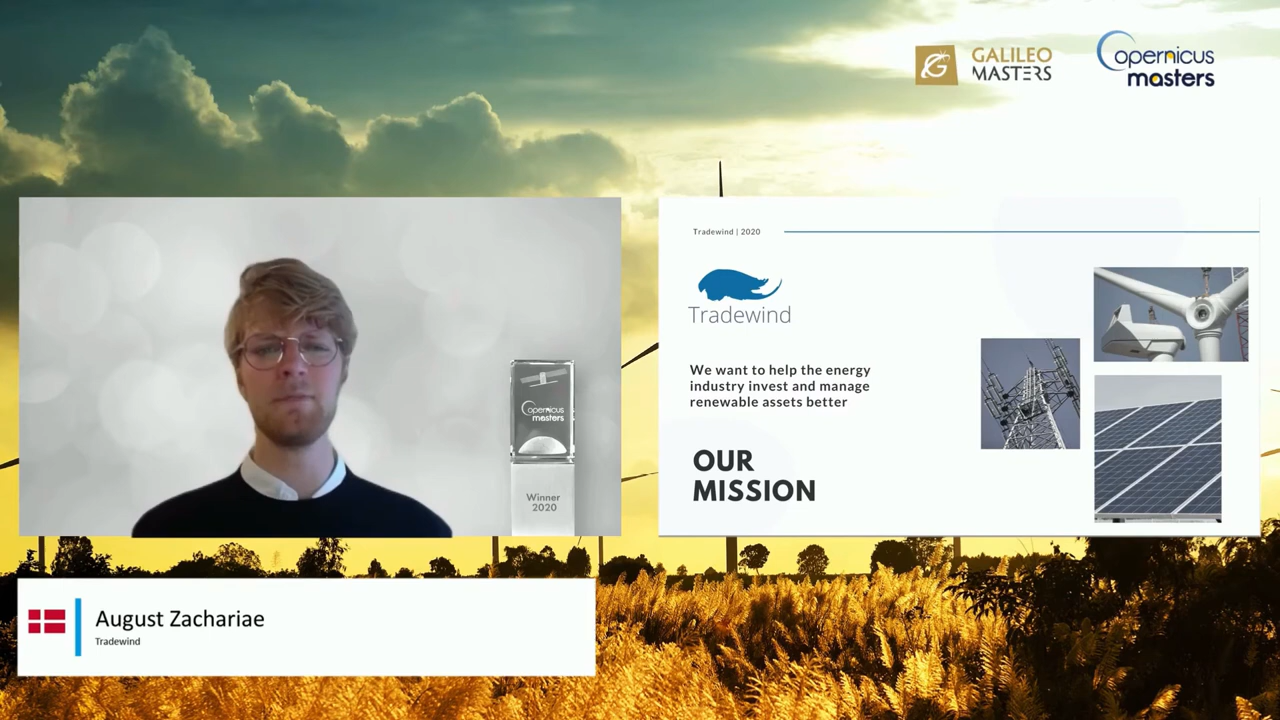 GALILEO
MASTERS
Copernicus
masters
Tradewind | 2020
Tradewind
We want to help the energy
industry invest and manage
renewable assets better
OUR
MISSION
Copernicus
masters
Winner
2020
August Zachariae
Tradewind